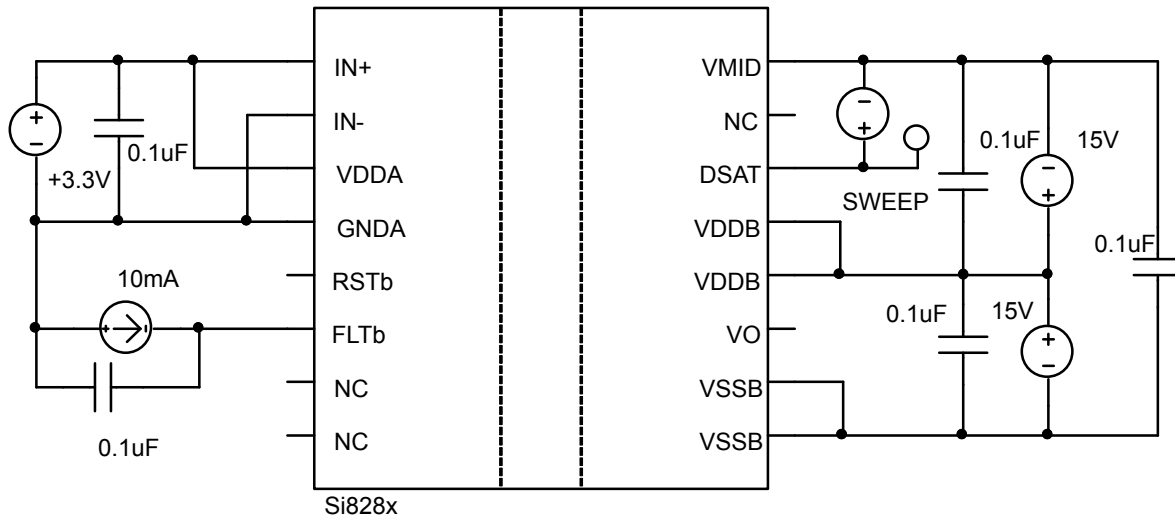 IN+
IN-
VDDA
GNDA
RSTb
FLTb
NC
NC
VMID
NC
DSAT
VDDB
VDDB
VO
VSSB
VSSB
+
-
+3.3V
0.1uF
10mA
+
-
0.1uF
-
+
SWEEP
0.1uF
15V
-
+
0.1uF
0.1uF
15V
+
-
Si828x